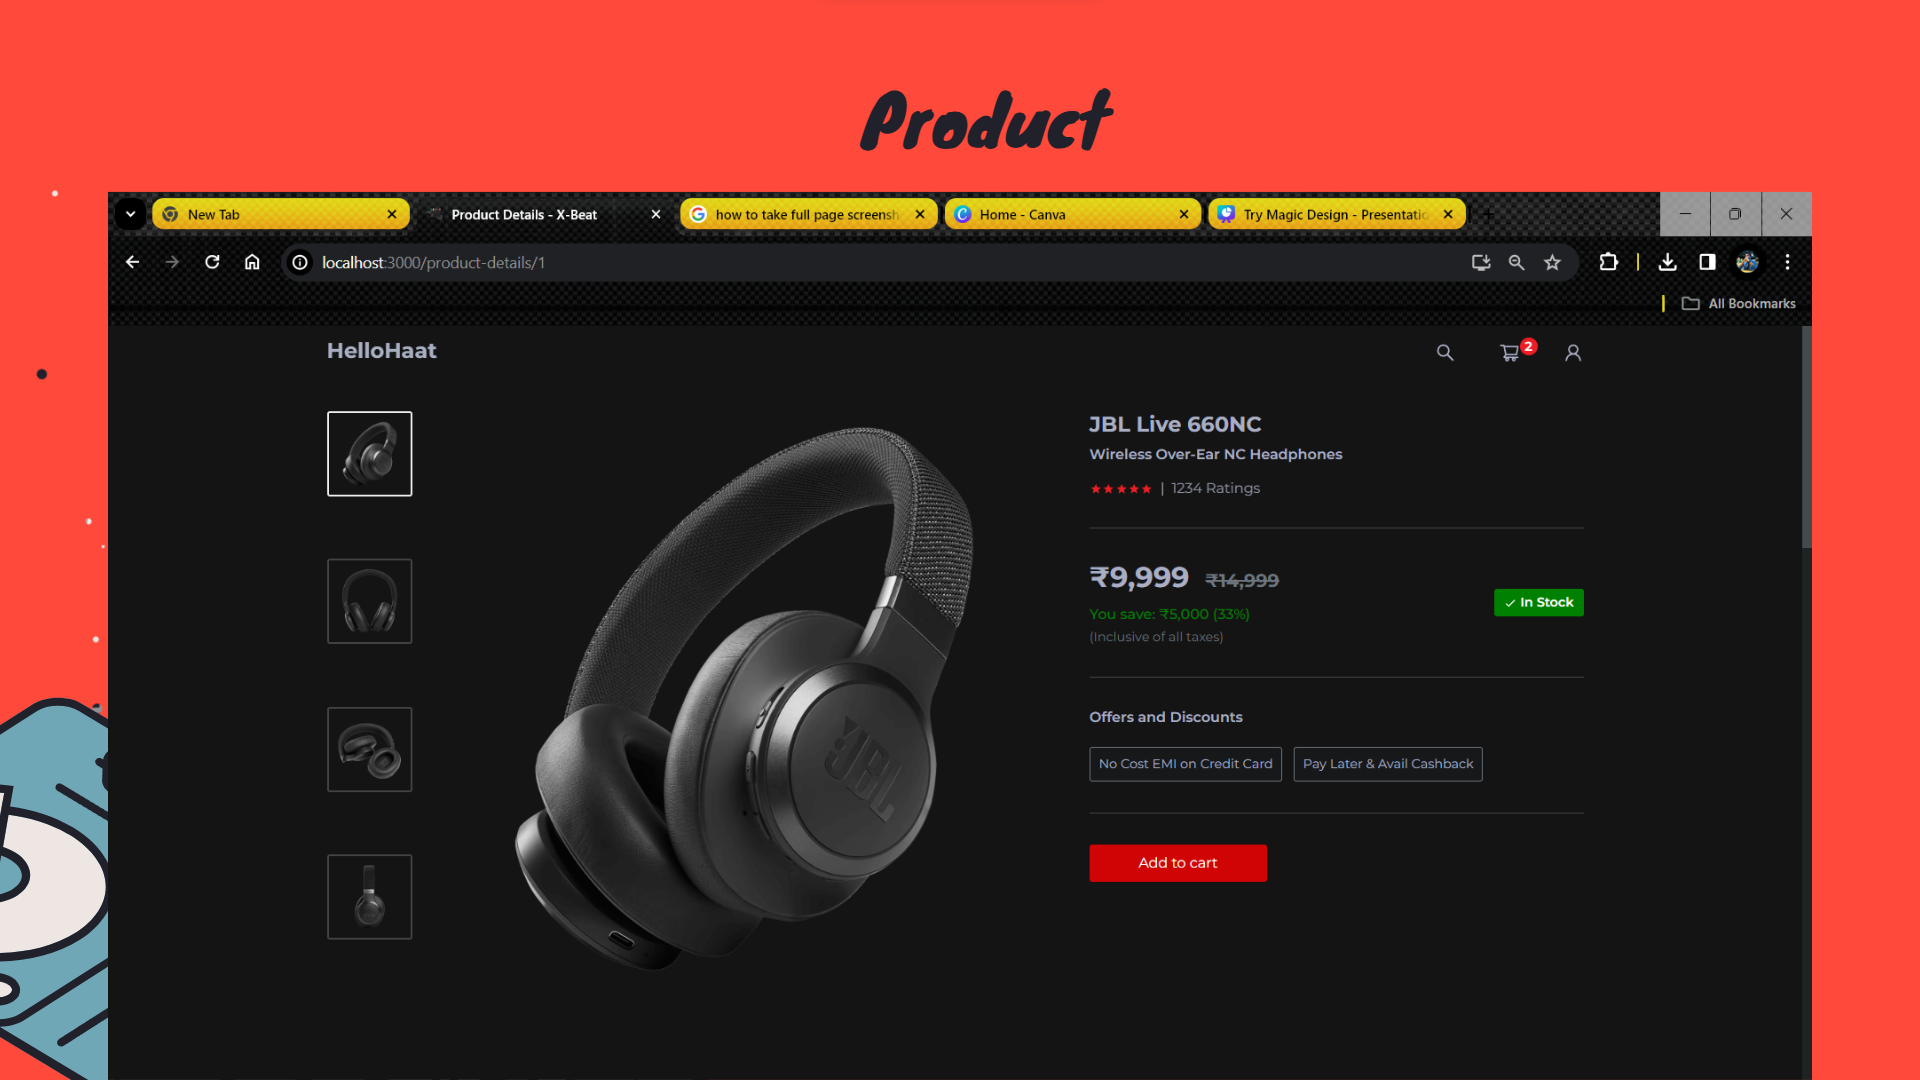 Product
New Tab
Product Details - X-Beat
how to take full page screensh
Home - Canva
Try Magic Design - Presentatio
localhost:3000/product-details/1
All Bookmarks
HelloHaat
2
JBL Live 660NC
Wireless Over-Ear NC Headphones
★★★★★ | 1234 Ratings
₹9,999 ₹14,999
You save: ₹5,000 (33%)
(Inclusive of all taxes)
✓ In Stock
Offers and Discounts
No Cost EMI on Credit Card
Pay Later & Avail Cashback
Add to cart
JBL